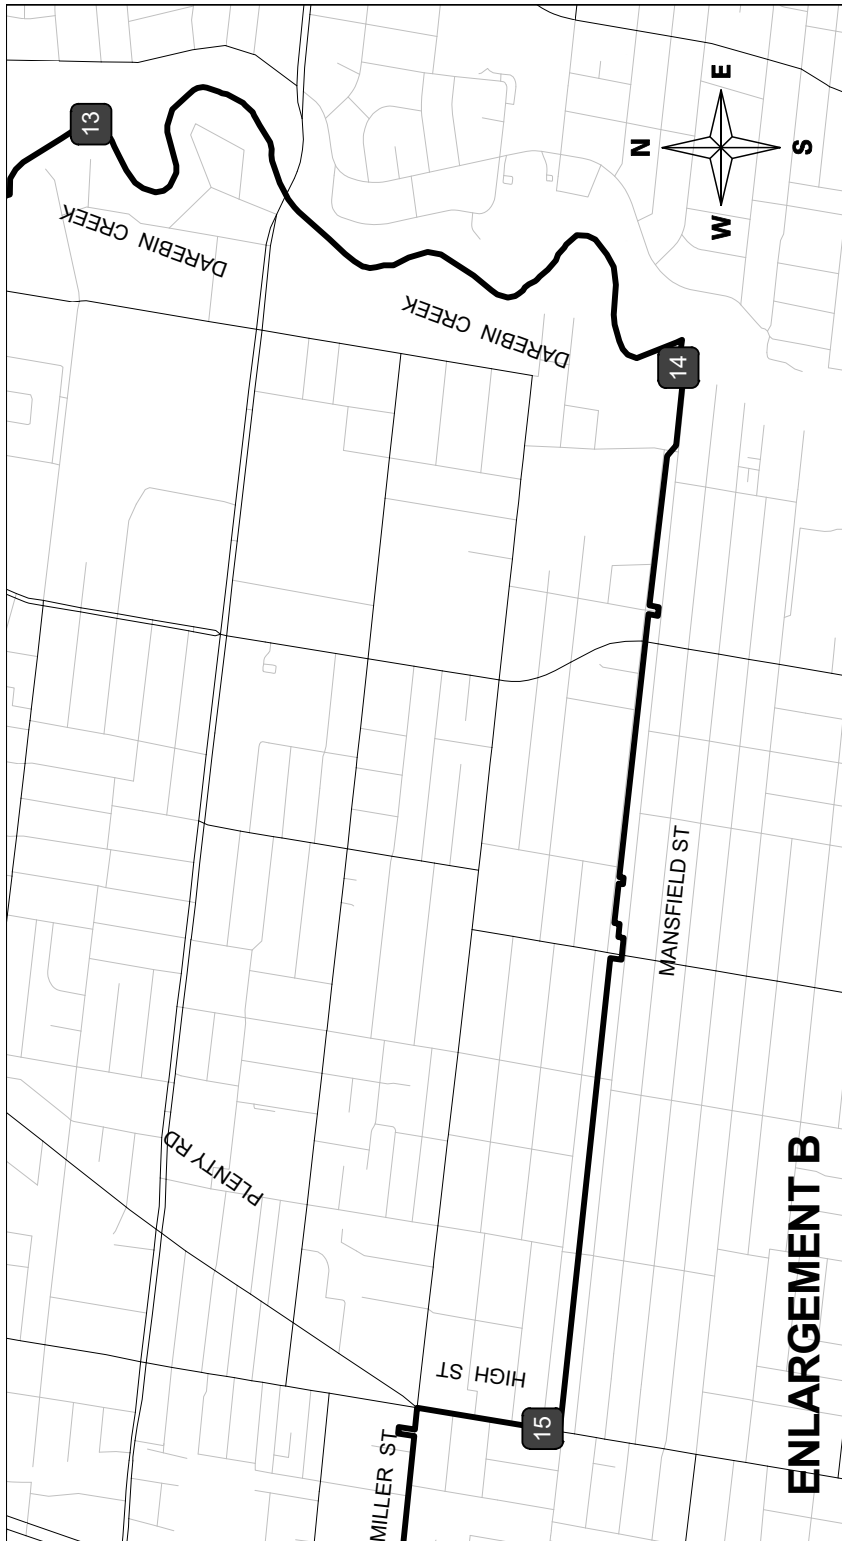 13
DAREBIN CREEK
N
E
S
W
DAREBIN CREEK
14
MANSFIELD ST
PLENTY RD
HIGH ST
15
MILLER ST
ENLARGEMENT B